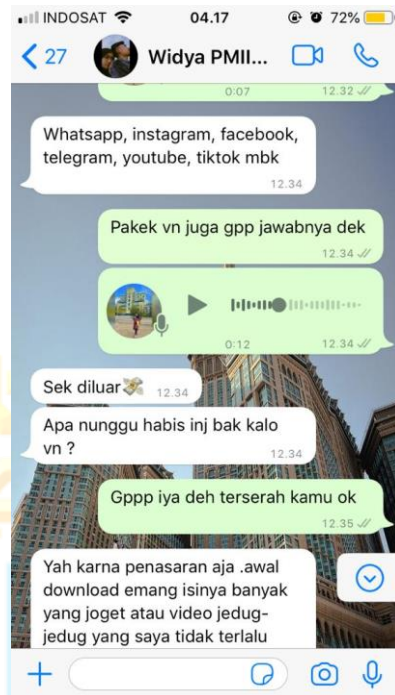 INDOSAT 04.17 72%
27 Widya PMII...
0:07 12.32
Whatsapp, instagram, facebook,
telegram, youtube, tiktok mbk
12.34
Pakek vn juga gpp jawabnya dek
12.34
0:12 12.34
Sek diluar 12.34
Apa nunggu habis inj bak kalo
vn ?
12.34
Gppp iya deh terserah kamu ok
12.35
Yah karna penasaran aja .awal
download emang isinya banyak
yang joget atau video jedug-
jedug yang saya tidak terlalu